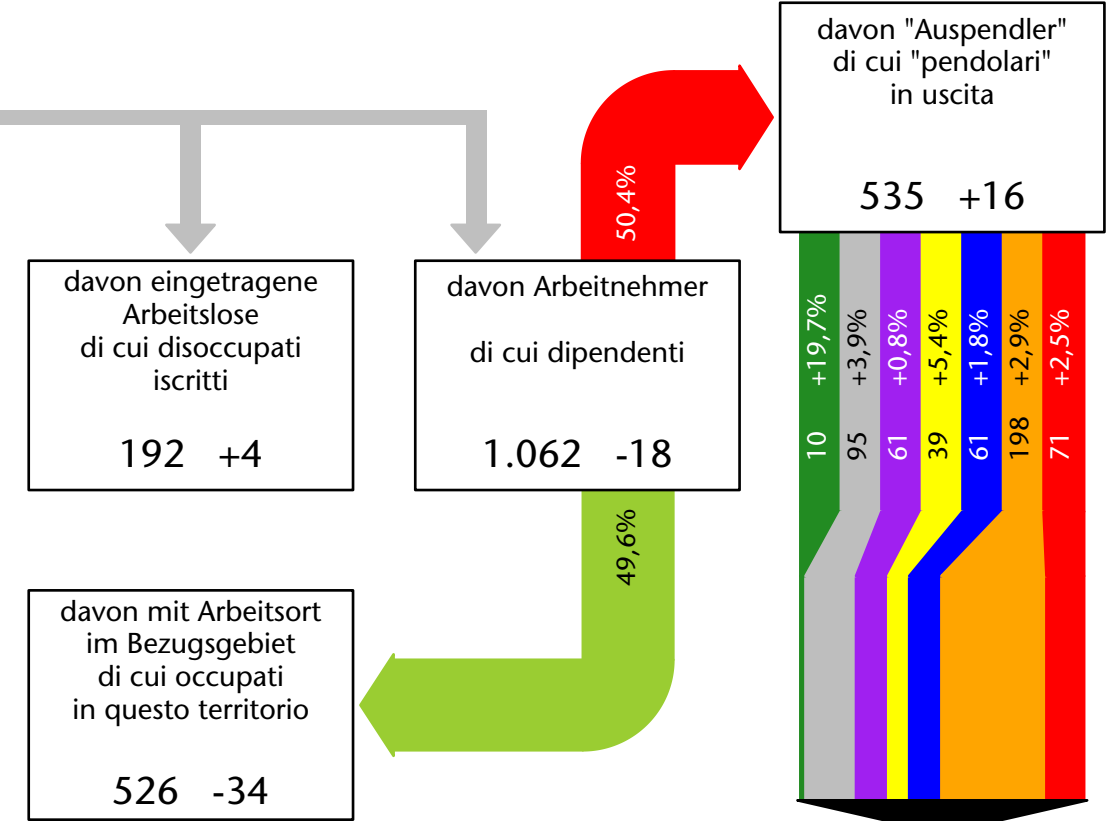 davon "Auspendler"
di cui "pendolari"
in uscita
535 +16
50,4%
davon eingetragene
Arbeitslose
di cui disoccupati
iscritti
192 +4
davon Arbeitnehmer
di cui dipendenti
1.062 -18
10 +19,7%
95 +3,9%
61 +0,8%
39 +5,4%
61 +1,8%
198 +2,9%
71 +2,5%
49,6%
davon mit Arbeitsort
im Bezugsgebiet
di cui occupati
in questo territorio
526 -34